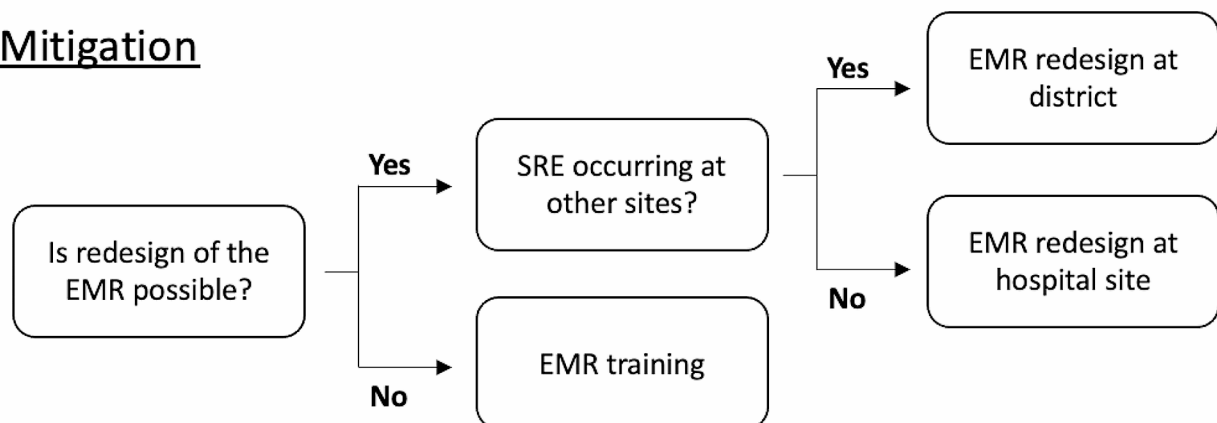 Mitigation
Is redesign of the
EMR possible?
Yes
No
SRE occurring at
other sites?
EMR training
Yes
No
EMR redesign at
district
EMR redesign at
hospital site